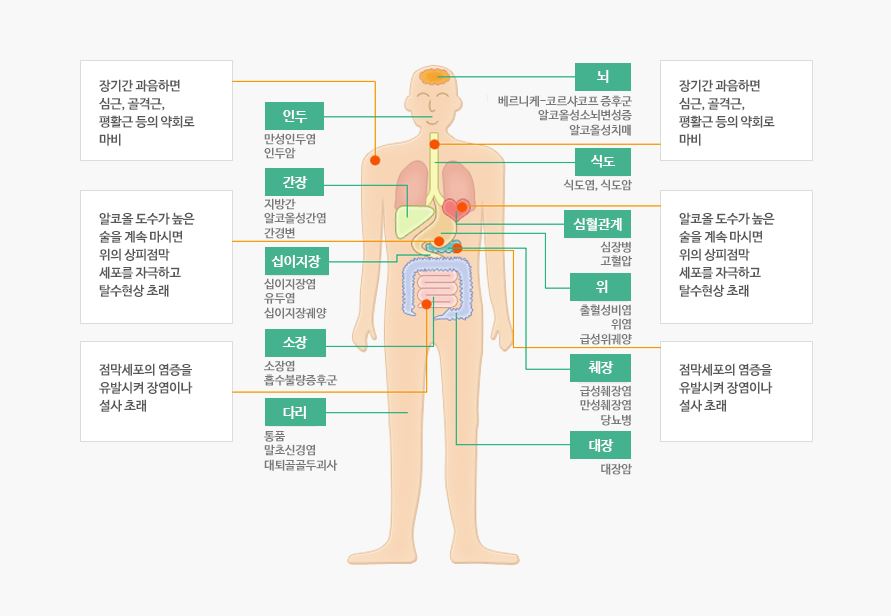 장기간 과음하면
심근, 골격근,
평활근 등의 약회로
마비
알코올 도수가 높은
술을 계속 마시면
위의 상피점막
세포를 자극하고
탈수현상 초래
점막세포의 염증을
유발시켜 장염이나
설사 초래
인두
만성인두염
인두암
간장
지방간
알코올성간염
간경변
십이지장
십이지장염
유두염
십이지장궤양
소장
소장염
흡수불량증후군
다리
통품
말초신경염
대퇴골골두괴사
뇌
베르니케-코르샤코프 증후군
알코올성소뇌변성증
알코올성치매
식도
식도염, 식도암
심혈관계
심장병
고혈압
위
출혈성비염
위염
급성위궤양
췌장
급성췌장염
만성췌장염
당뇨병
대장
대장암
장기간 과음하면
심근, 골격근,
평활근 등의 약회로
마비
알코올 도수가 높은
술을 계속 마시면
위의 상피점막
세포를 자극하고
탈수현상 초래
점막세포의 염증을
유발시켜 장염이나
설사 초래